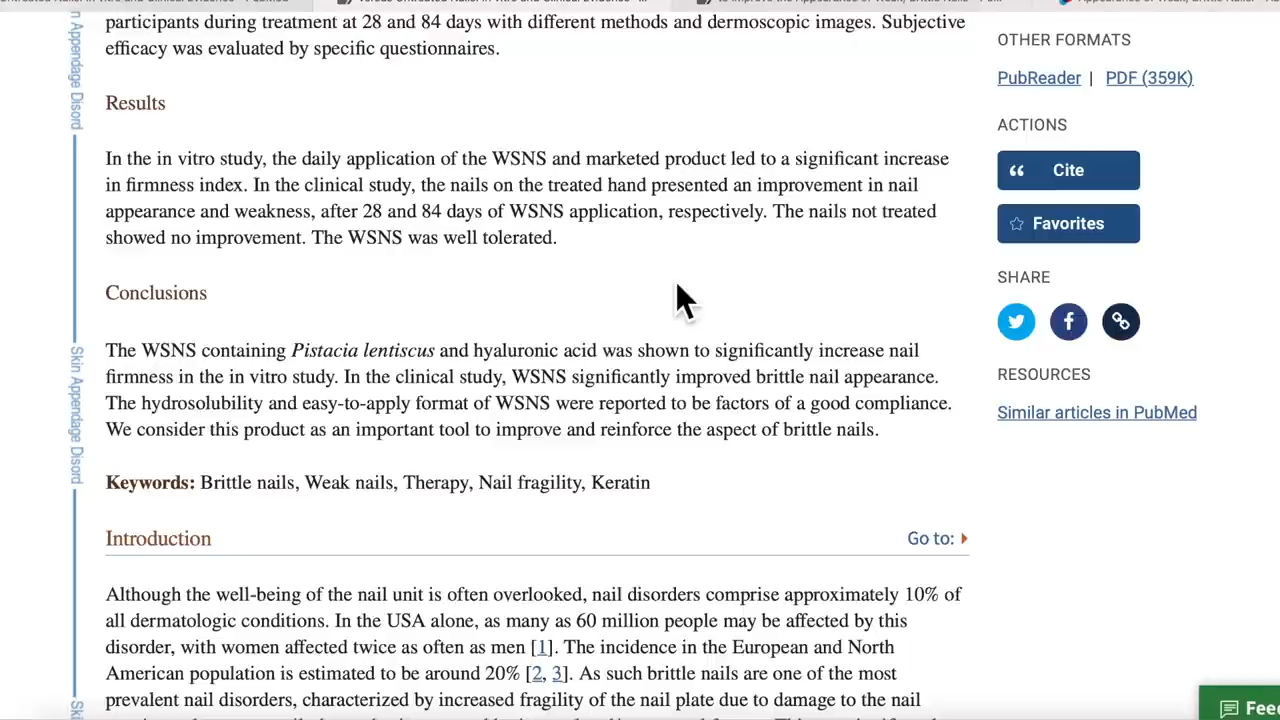 participants during treatment at 28 and 84 days with different methods and dermoscopic images. Subjective
efficacy was evaluated by specific questionnaires.
Results
In the in vitro study, the daily application of the WSNS and marketed product led to a significant increase
in firmness index. In the clinical study, the nails on the treated hand presented an improvement in nail
appearance and weakness, after 28 and 84 days of WSNS application, respectively. The nails not treated
showed no improvement. The WSNS was well tolerated.
Conclusions
The WSNS containing Pistacia lentiscus and hyaluronic acid was shown to significantly increase nail
firmness in the in vitro study. In the clinical study, WSNS significantly improved brittle nail appearance.
The hydrosolubility and easy-to-apply format of WSNS were reported to be factors of a good compliance.
We consider this product as an important tool to improve and reinforce the aspect of brittle nails.
Keywords: Brittle nails, Weak nails, Therapy, Nail fragility, Keratin
Introduction
Go to:
Although the well-being of the nail unit is often overlooked, nail disorders comprise approximately 10% of
all dermatologic conditions. In the USA alone, as many as 60 million people may be affected by this
disorder, with women affected twice as often as men [1]. The incidence in the European and North
American population is estimated to be around 20% [2, 3]. As such brittle nails are one of the most
prevalent nail disorders, characterized by increased fragility of the nail plate due to damage to the nail
n Appendage Disord
Skin Appendage Disord
Sk
OTHER FORMATS
PubReader | PDF (359K)
ACTIONS
Cite
Favorites
SHARE
RESOURCES
Similar articles in PubMed
Fee